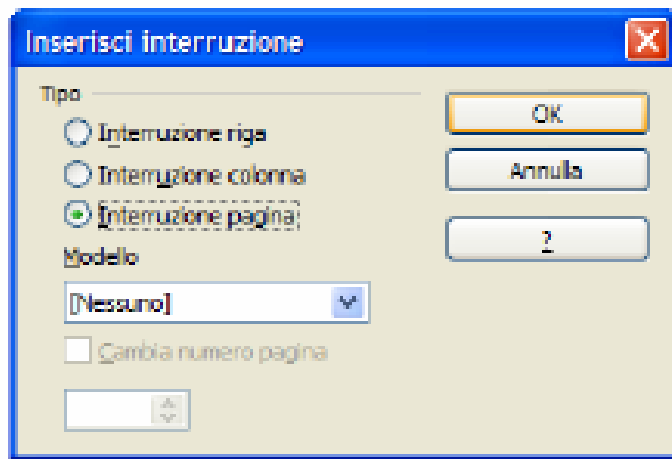 Inserisci interruzione
Tipo
Interruzione riga
Interruzione colonna
Interruzione pagina
Modello
[Nessuno]
Cambia numero pagina
OK
Annulla
?